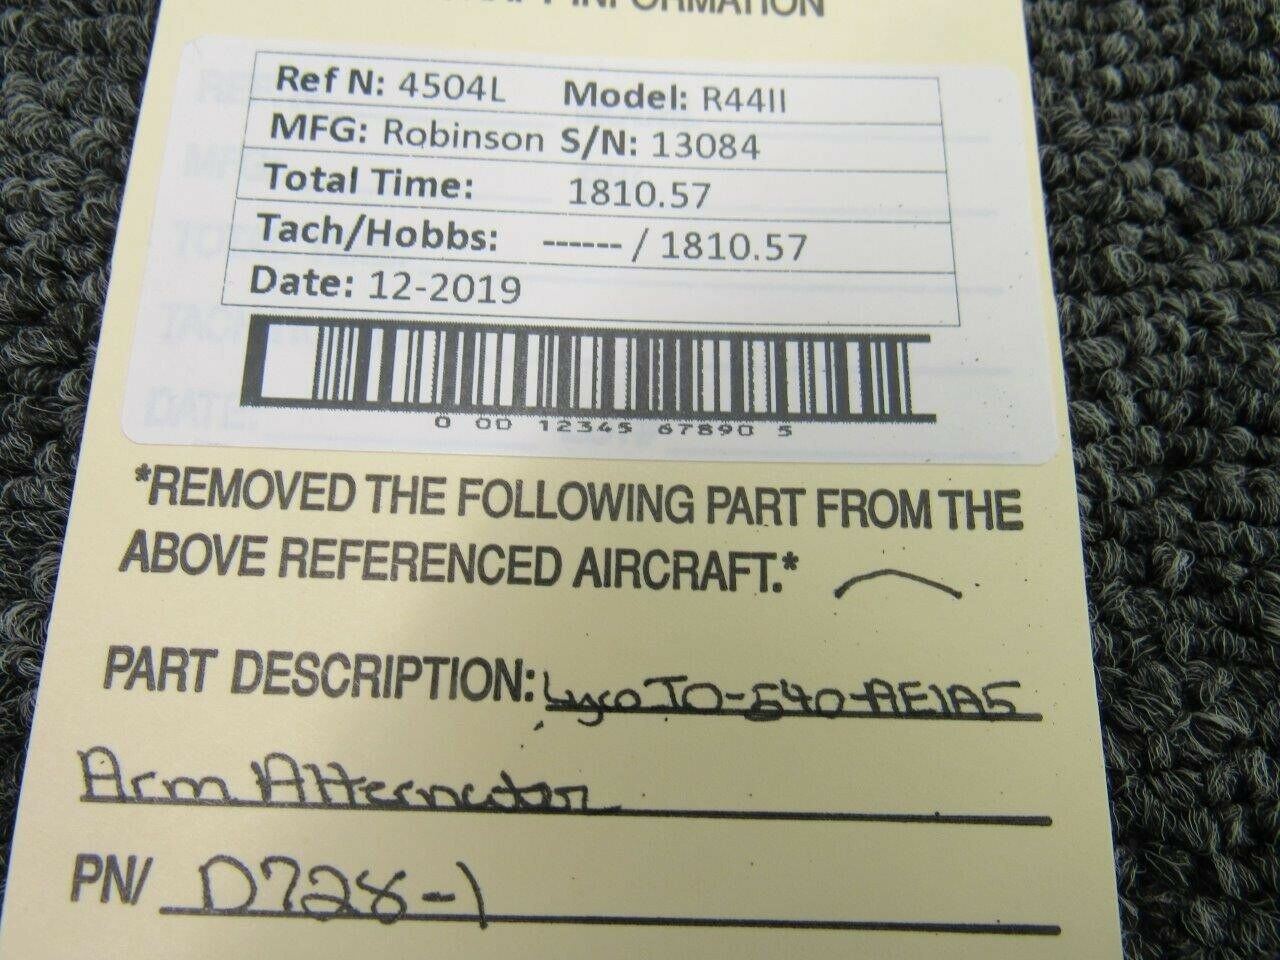 INFORMATION
Ref N: 4504L Model: R44II
MFG: Robinson S/N: 13084
Total Time: 1810.57
Tach/Hobbs: ------ / 1810.57
Date: 12-2019
0 00 12345 67890 5
*REMOVED THE FOLLOWING PART FROM THE
ABOVE REFERENCED AIRCRAFT.*
PART DESCRIPTION: Lyco IO-540-AE1A5
Arm Alternator
PN/ D728-1